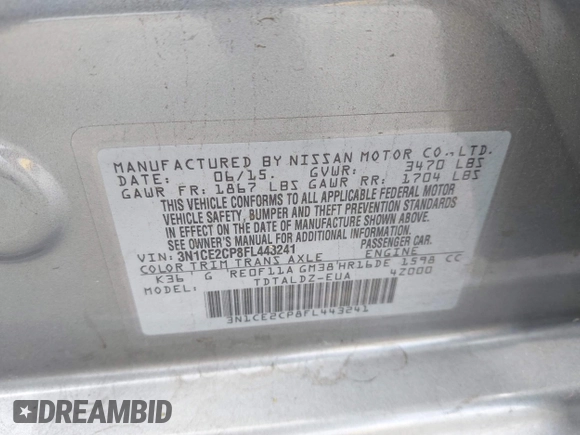 MANUFACTURED BY NISSAN MOTOR CO., LTD.
DATE: 06/15. GVWR: 3470 LBS
GAWR FR: 1867 LBS GAWR RR: 1704 LBS
THIS VEHICLE CONFORMS TO ALL APPLICABLE FEDERAL MOTOR
VEHICLE SAFETY, BUMPER AND THEFT PREVENTION STANDARDS
IN EFFECT ON THE DATE OF MANUFACTURE SHOWN ABOVE.
SEE OWNER'S MANUAL FOR ADDITIONAL INFORMATION.
VIN: 3N1CE2CP8FL443241 PASSENGER CAR.
COLOR TRIM TRANS AXLE ENGINE
K36 G RE0F11A GM38 HR16DE 1598 CC
MODEL: TDTALDZ-EUA 4Z000
3N1CE2CP8FL443241
DREAMBID